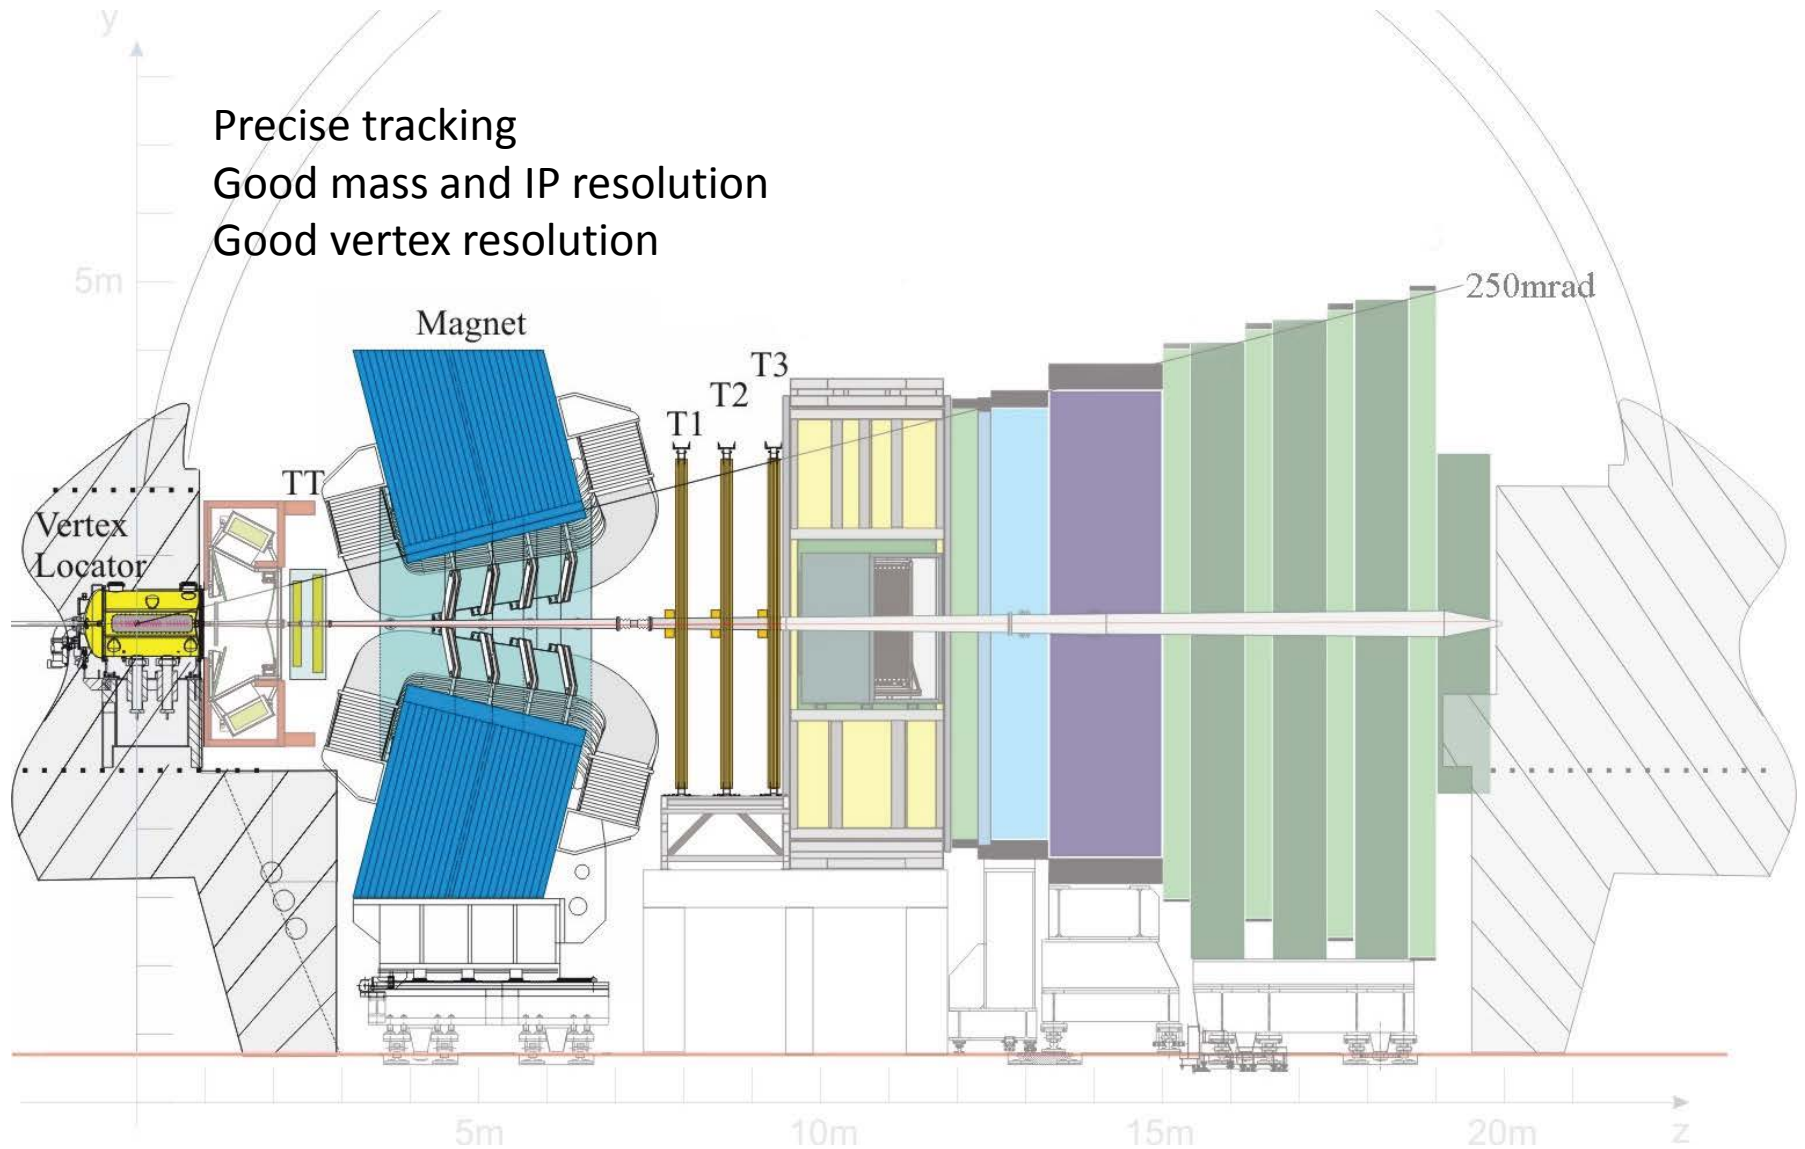 y
Precise tracking
Good mass and IP resolution
Good vertex resolution
5m
250mrad
Magnet
T3
T2
T1
TT
Vertex
Locator
5m
10m
15m
20m
z